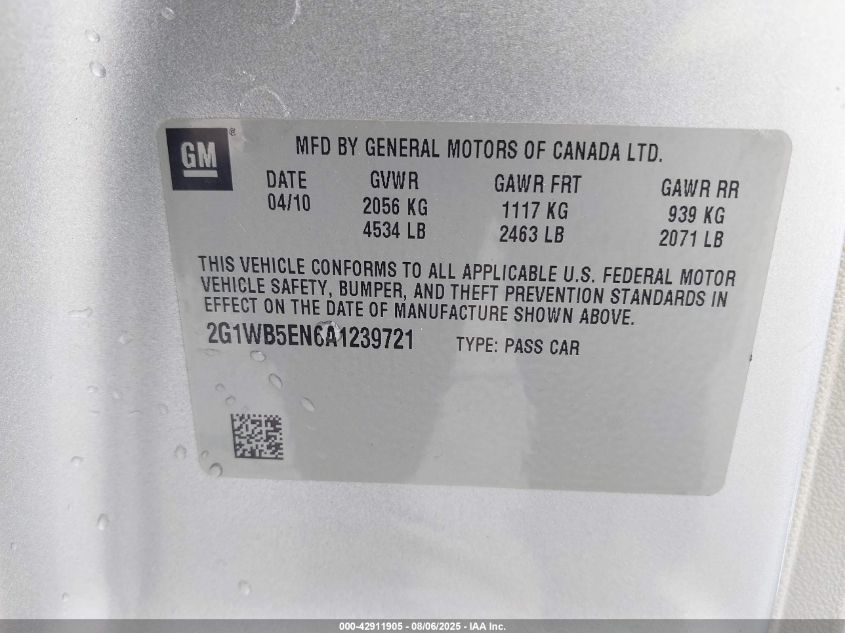 GM ®
MFD BY GENERAL MOTORS OF CANADA LTD.
DATE GVWR GAWR FRT GAWR RR
04/10 2056 KG 1117 KG 939 KG
4534 LB 2463 LB 2071 LB
THIS VEHICLE CONFORMS TO ALL APPLICABLE U.S. FEDERAL MOTOR
VEHICLE SAFETY, BUMPER, AND THEFT PREVENTION STANDARDS IN
EFFECT ON THE DATE OF MANUFACTURE SHOWN ABOVE.
2G1WB5EN6A1239721 TYPE: PASS CAR
000-42911905 - 08/06/2025 - IAA Inc.